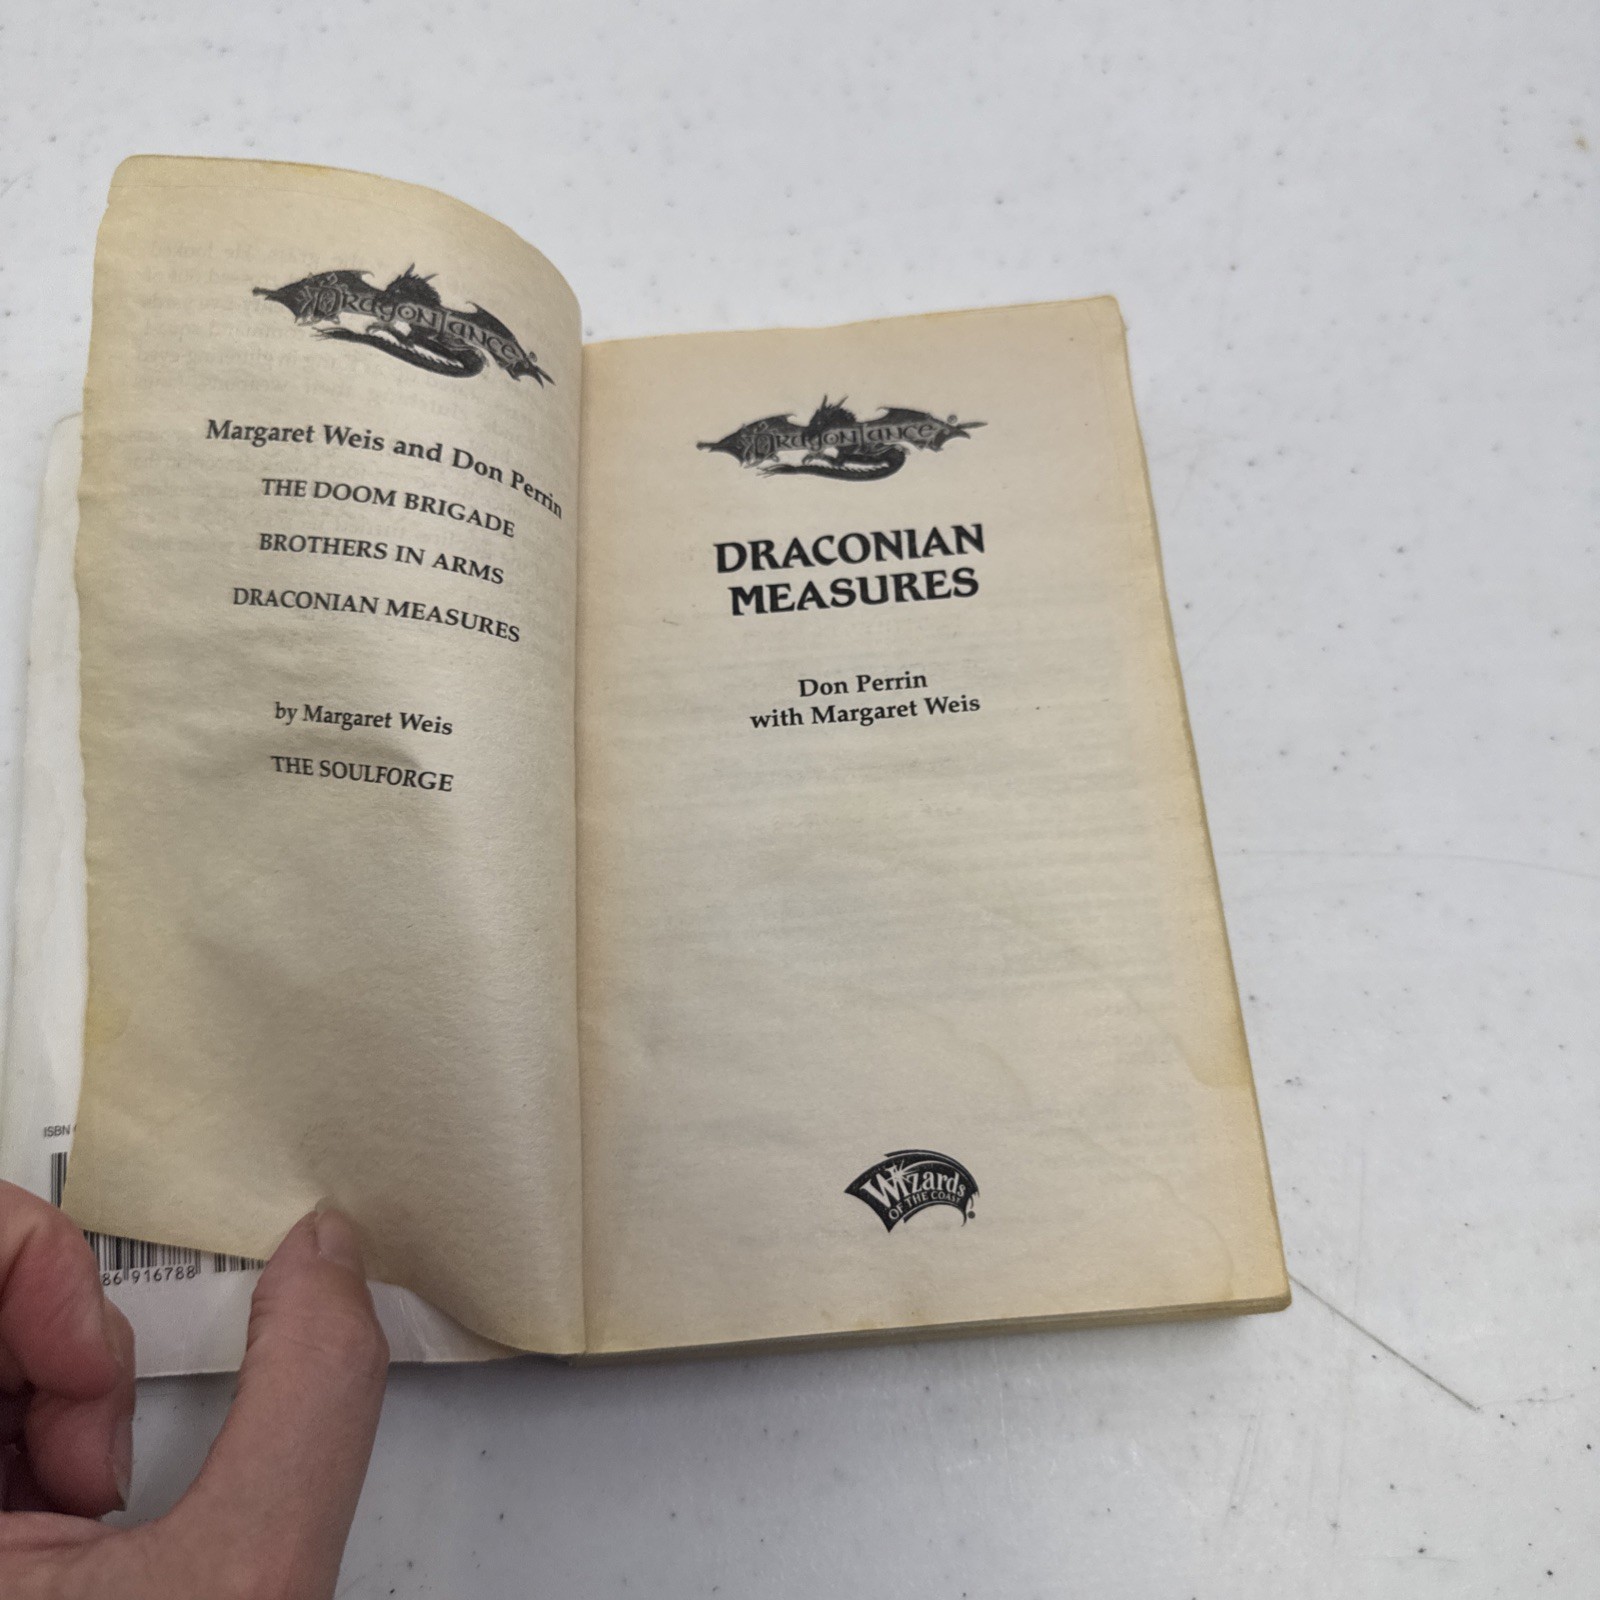 DRAGONLANCE®
Margaret Weis and Don Perrin
THE DOOM BRIGADE
BROTHERS IN ARMS
DRACONIAN MEASURES
by Margaret Weis
THE SOULFORGE
ISBN
86 916788
DRAGONLANCE®
DRACONIAN
MEASURES
Don Perrin
with Margaret Weis
Wizards
OF THE COAST